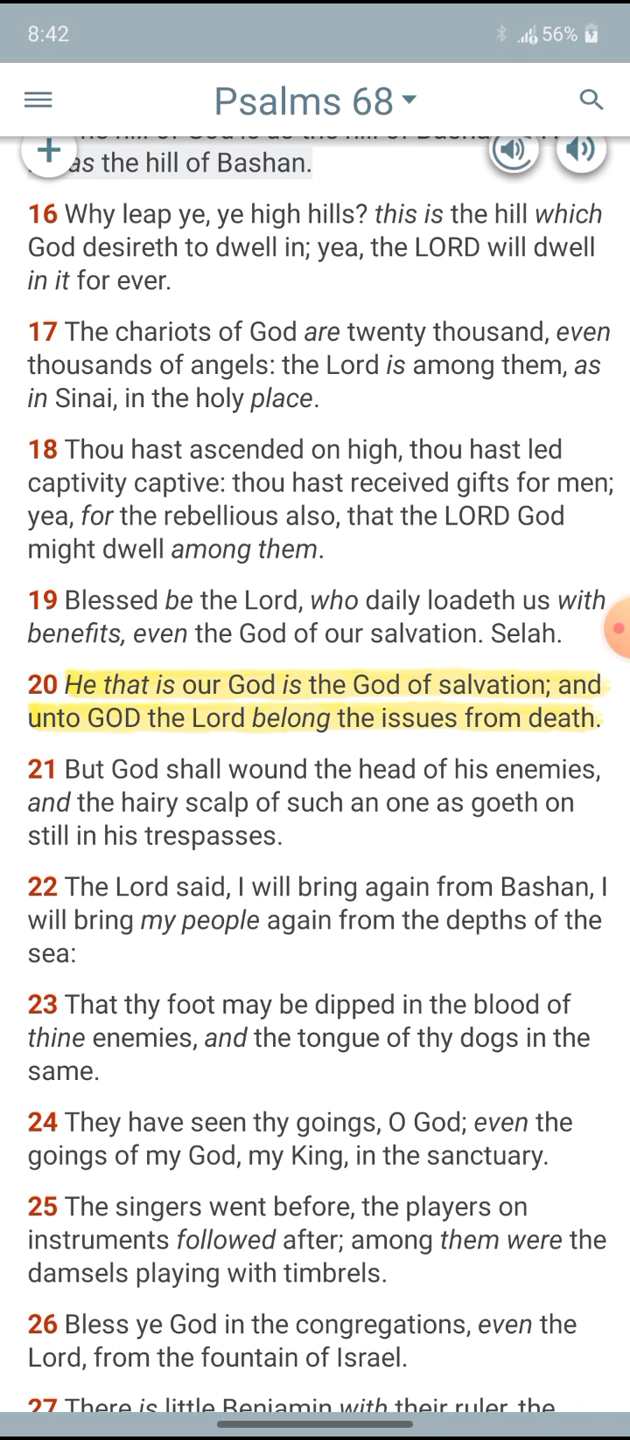 8:42
56%
Psalms 68
as the hill of Bashan.
16 Why leap ye, ye high hills? this is the hill which
God desireth to dwell in; yea, the LORD will dwell
in it for ever.
17 The chariots of God are twenty thousand, even
thousands of angels: the Lord is among them, as
in Sinai, in the holy place.
18 Thou hast ascended on high, thou hast led
captivity captive: thou hast received gifts for men;
yea, for the rebellious also, that the LORD God
might dwell among them.
19 Blessed be the Lord, who daily loadeth us with
benefits, even the God of our salvation. Selah.
20 He that is our God is the God of salvation; and
unto GOD the Lord belong the issues from death.
21 But God shall wound the head of his enemies,
and the hairy scalp of such an one as goeth on
still in his trespasses.
22 The Lord said, I will bring again from Bashan, I
will bring my people again from the depths of the
sea:
23 That thy foot may be dipped in the blood of
thine enemies, and the tongue of thy dogs in the
same.
24 They have seen thy goings, O God; even the
goings of my God, my King, in the sanctuary.
25 The singers went before, the players on
instruments followed after; among them were the
damsels playing with timbrels.
26 Bless ye God in the congregations, even the
Lord, from the fountain of Israel.
27 There is little Benjamin with their ruler, the